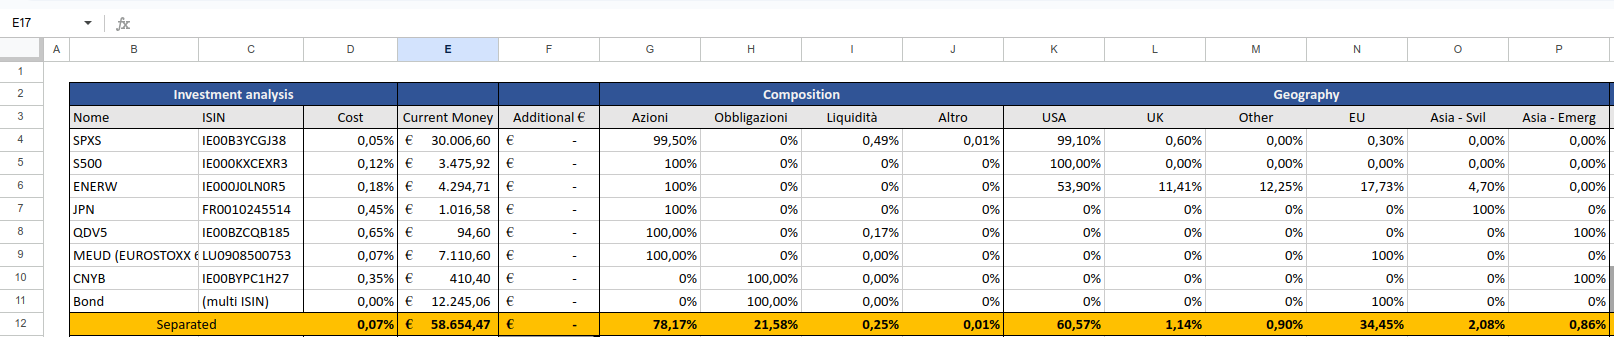 E17 fx
A B C D E F G H I J K L M N O P
1
2 Investment analysis Composition Geography
3 Nome ISIN Cost Current Money Additional € Azioni Obbligazioni Liquidità Altro USA UK Other EU Asia - Svil Asia - Emerg
4 SPXS IE00B3YCGJ38 0,05% € 30.006,60 € - 99,50% 0% 0,49% 0,01% 99,10% 0,60% 0,00% 0,30% 0,00% 0,00%
5 S500 IE000KXCEXR3 0,12% € 3.475,92 € - 100% 0% 0% 0% 100,00% 0,00% 0,00% 0,00% 0,00% 0,00%
6 ENERW IE000J0LN0R5 0,18% € 4.294,71 € - 100% 0% 0% 0% 53,90% 11,41% 12,25% 17,73% 4,70% 0,00%
7 JPN FR0010245514 0,45% € 1.016,58 € - 100% 0% 0% 0% 0% 0% 0% 0% 100% 0%
8 QDV5 IE00BZCQB185 0,65% € 94,60 € - 100,00% 0% 0,17% 0% 0% 0% 0% 0% 0% 100%
9 MEUD (EUROSTOXX 6 LU0908500753 0,07% € 7.110,60 € - 100,00% 0% 0,00% 0% 0% 0% 0% 100% 0% 0%
10 CNYB IE00BYPC1H27 0,35% € 410,40 € - 0% 100,00% 0,00% 0% 0% 0% 0% 0% 0% 100%
11 Bond (multi ISIN) 0,00% € 12.245,06 € - 0% 100,00% 0,00% 0% 0% 0% 0% 100% 0% 0%
12 Separated 0,07% € 58.654,47 € - 78,17% 21,58% 0,25% 0,01% 60,57% 1,14% 0,90% 34,45% 2,08% 0,86%